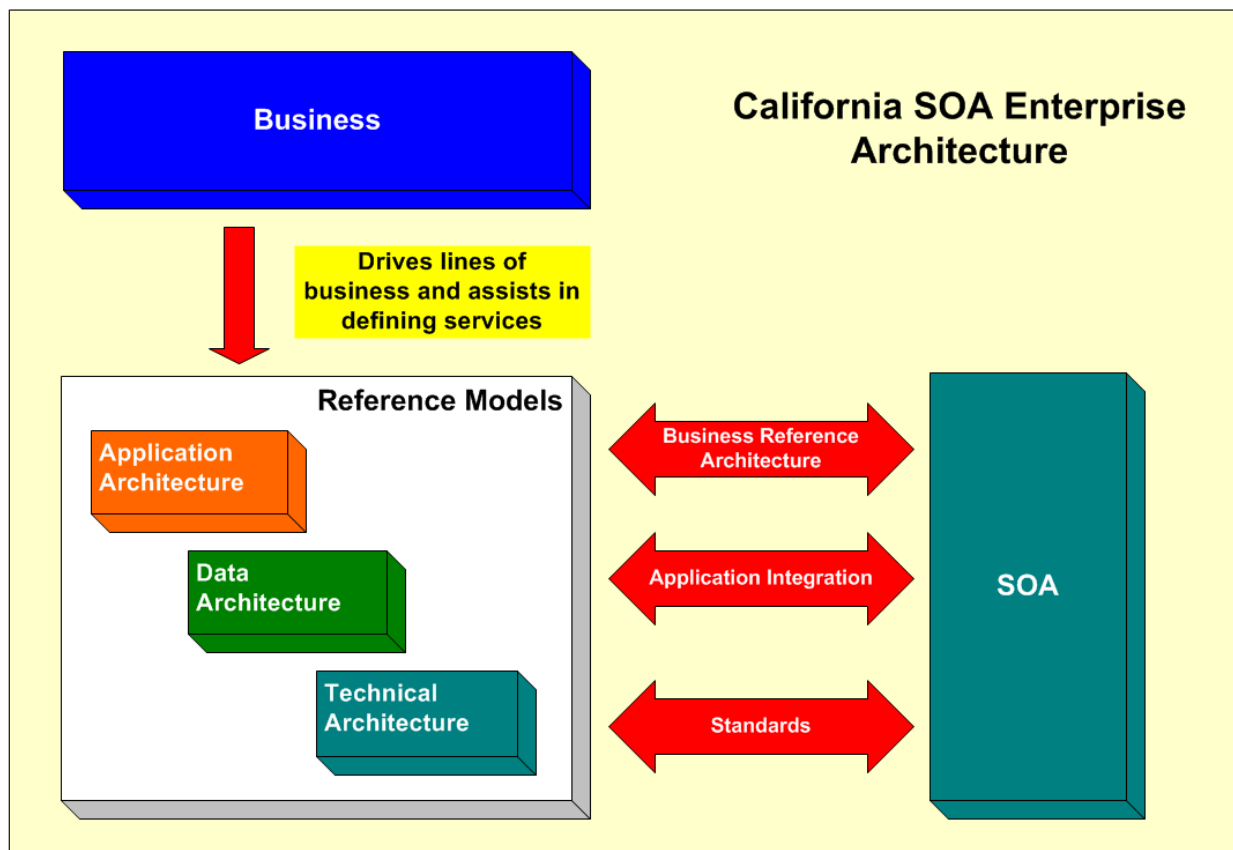 Business
California SOA Enterprise
Architecture
Drives lines of
business and assists in
defining services
Reference Models
Application
Architecture
Data
Architecture
Technical
Architecture
Business Reference
Architecture
Application Integration
Standards
SOA